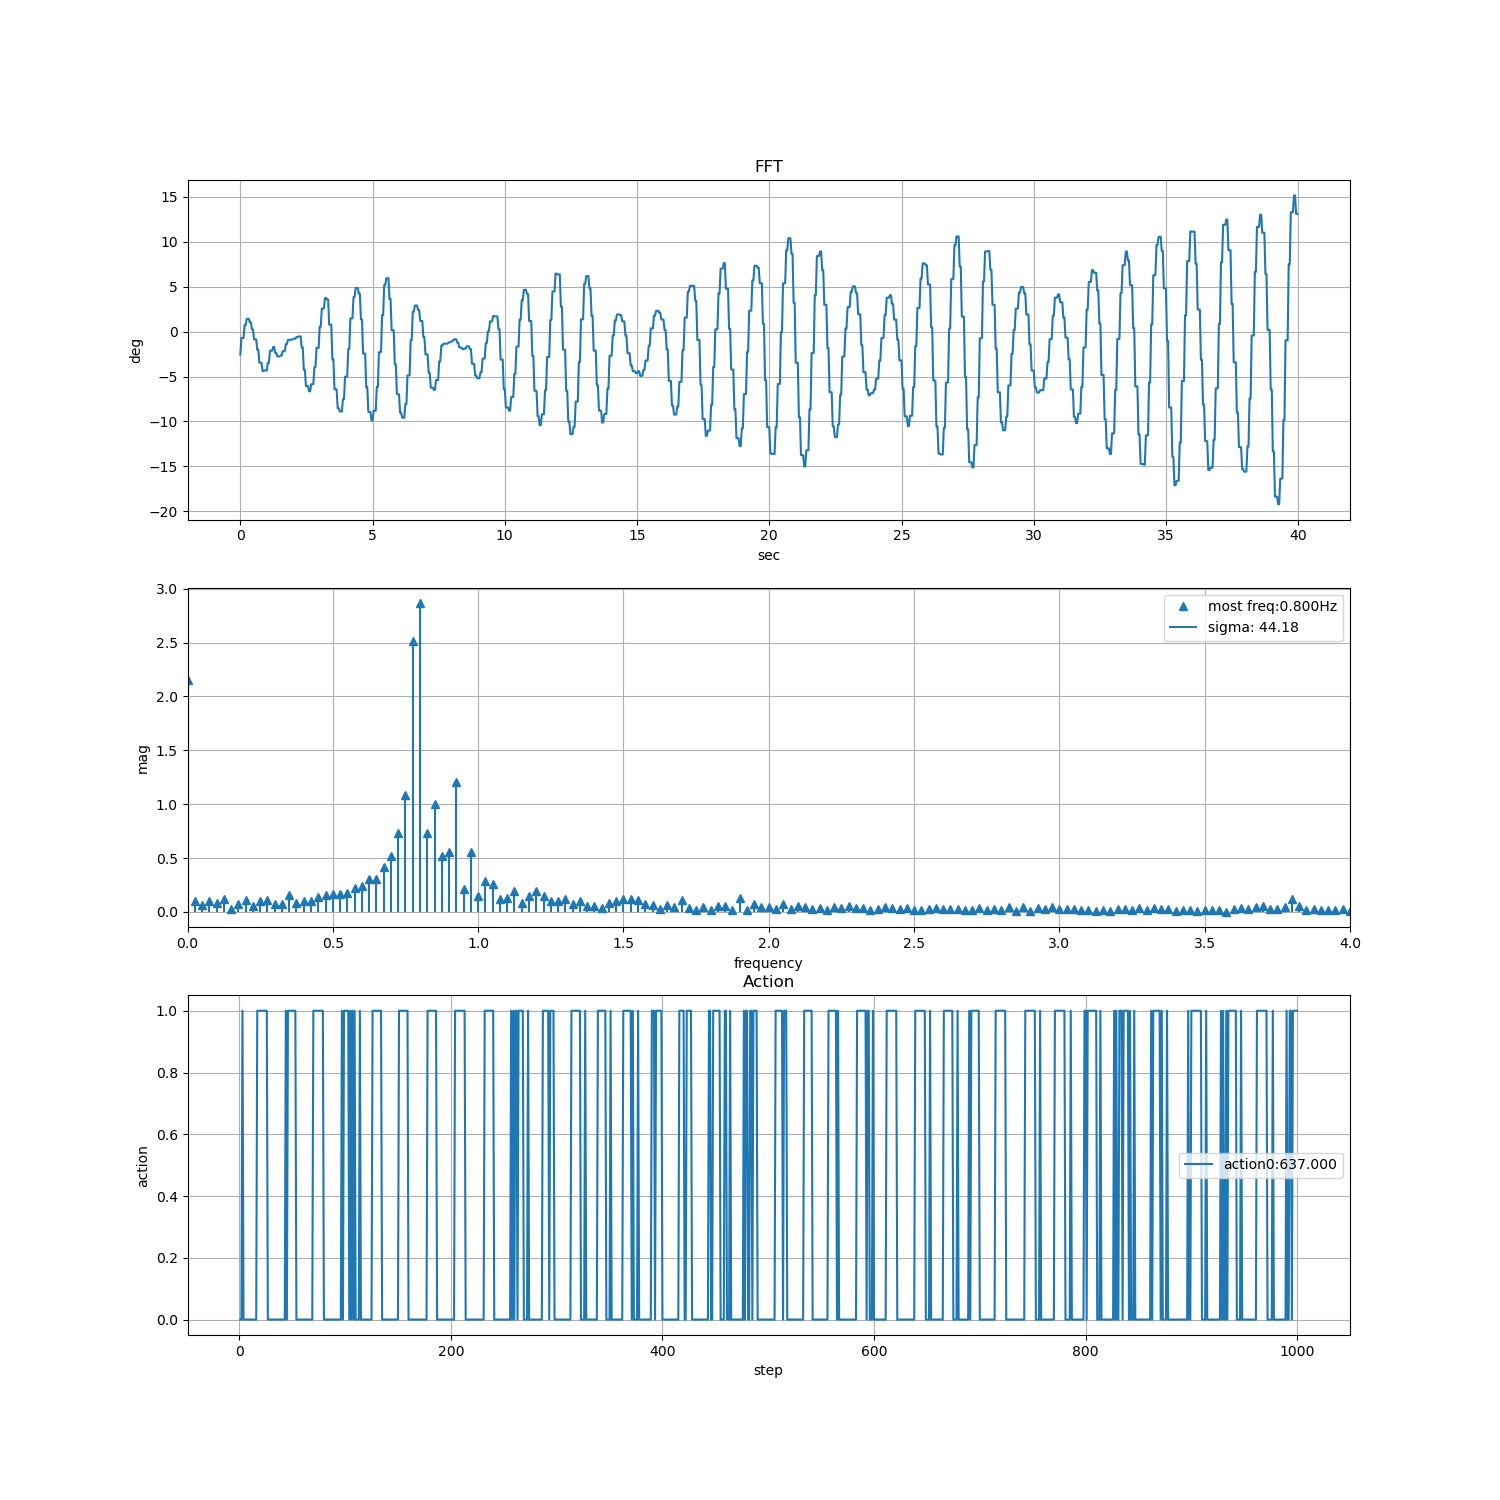 FFT
15
10
5
0
−5
−10
−15
−20
deg
0 5 10 15 20 25 30 35 40
sec
3.0
2.5
2.0
1.5
1.0
0.5
0.0
mag
most freq:0.800Hz
sigma: 44.18
0.0 0.5 1.0 1.5 2.0 2.5 3.0 3.5 4.0
frequency
Action
1.0
0.8
0.6
0.4
0.2
0.0
action
action0:637.000
0 200 400 600 800 1000
step